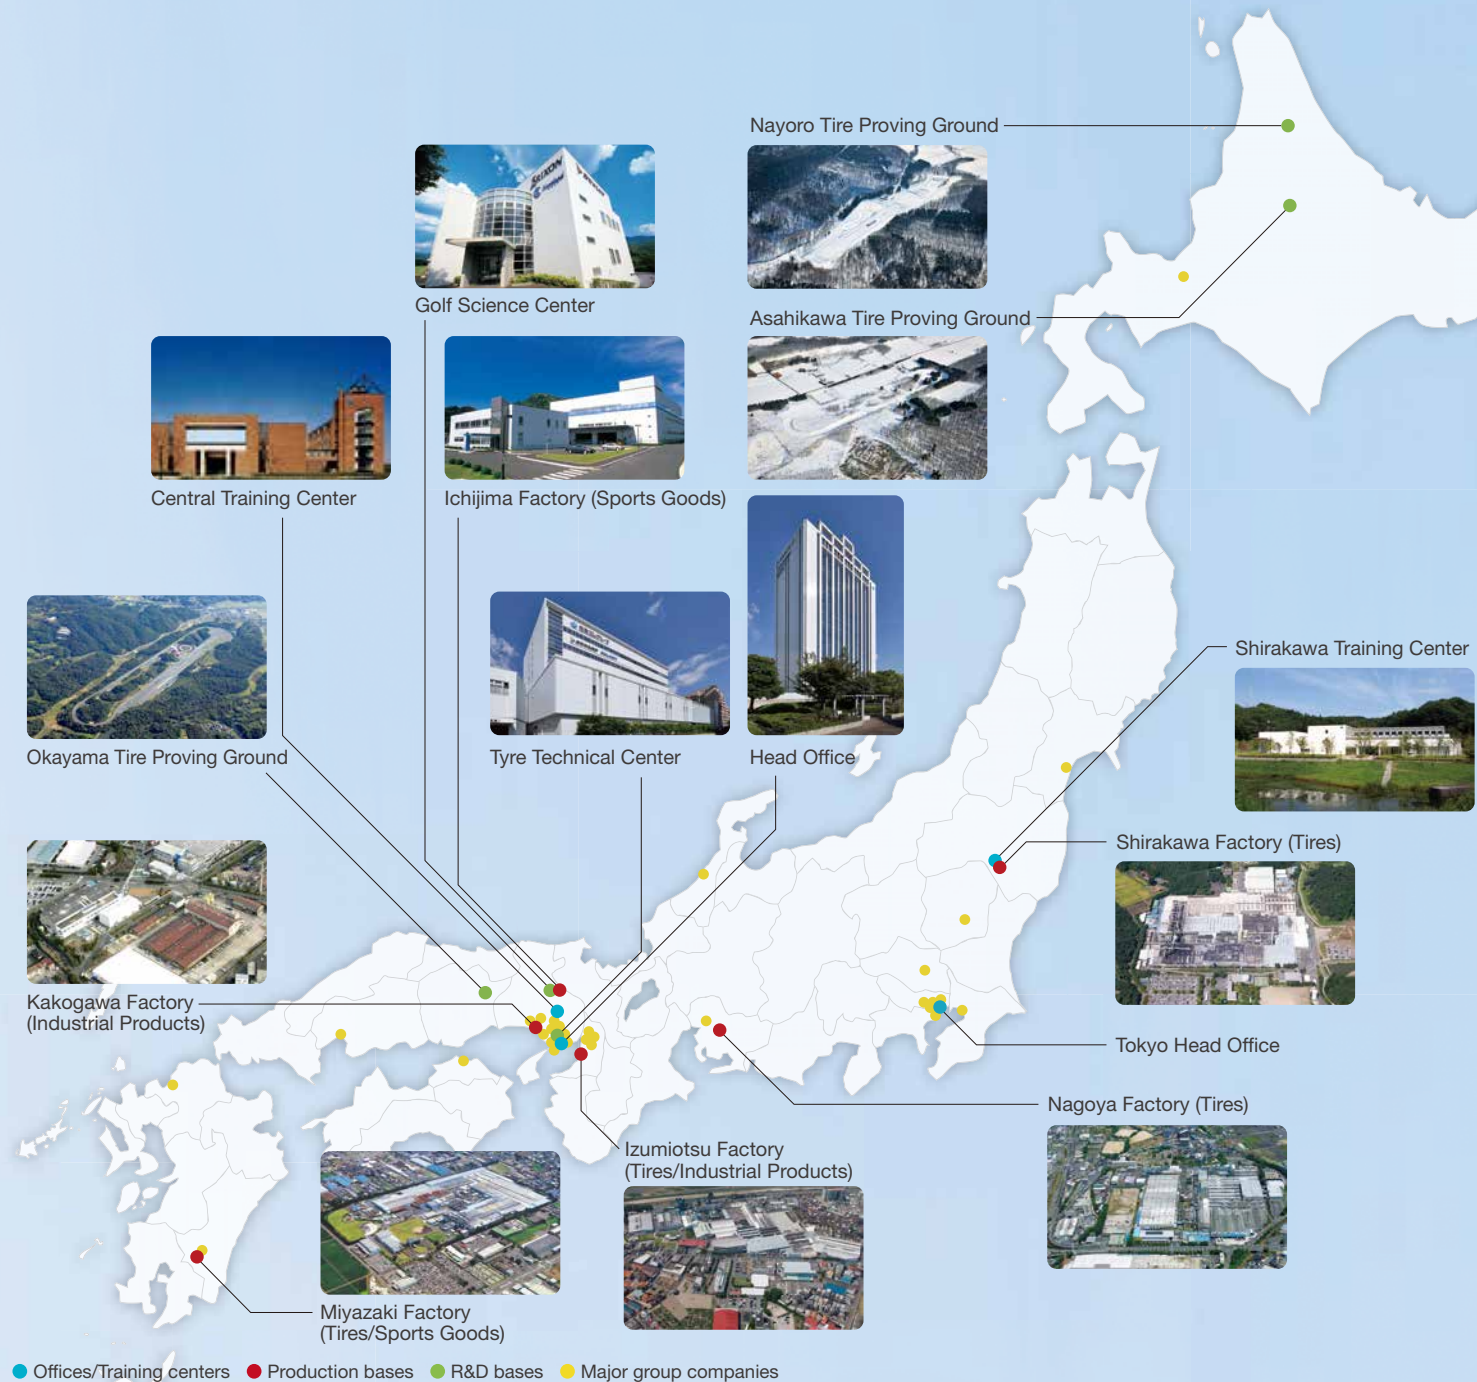 Nayoro Tire Proving Ground
SRIXON
Golf Science Center
Asahikawa Tire Proving Ground
Central Training Center
Ichijima Factory (Sports Goods)
Shirakawa Training Center
Okayama Tire Proving Ground
Tyre Technical Center
Head Office
Shirakawa Factory (Tires)
Kakogawa Factory
(Industrial Products)
Tokyo Head Office
Nagoya Factory (Tires)
Izumiotsu Factory
(Tires/Industrial Products)
Miyazaki Factory
(Tires/Sports Goods)
Offices/Training centers
Production bases
R&D bases
Major group companies